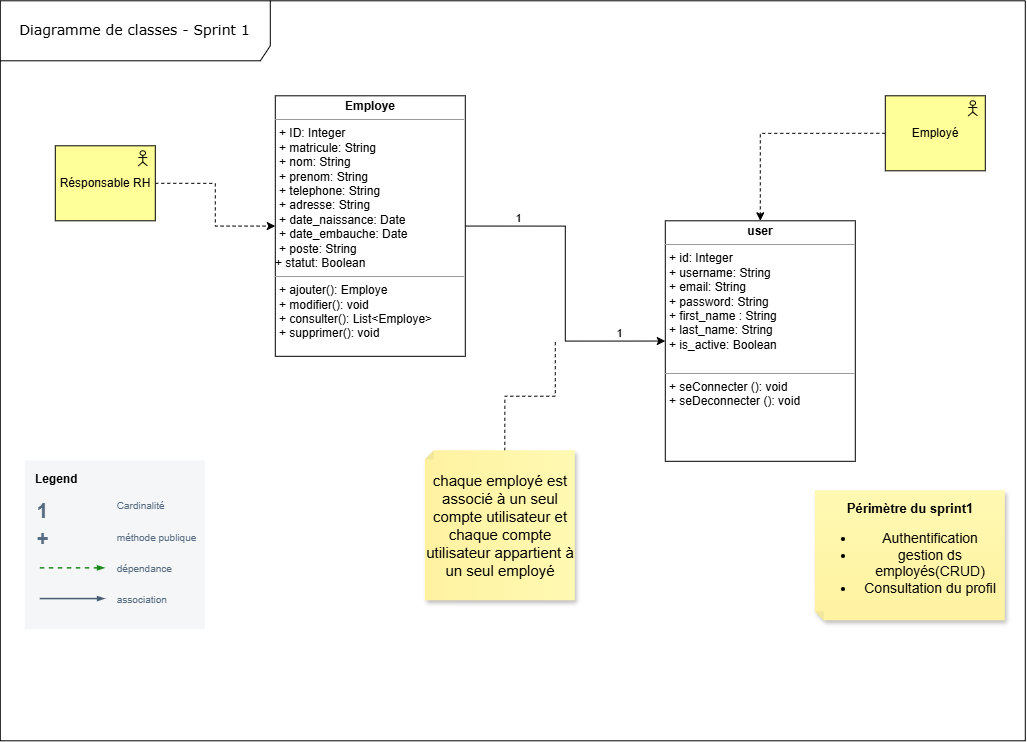 Diagramme de classes - Sprint 1
Employe
+ ID: Integer
+ matricule: String
+ nom: String
+ prenom: String
+ telephone: String
+ adresse: String
+ date_naissance: Date
+ date_embauche: Date
+ poste: String
+ statut: Boolean
+ ajouter(): Employe
+ modifier(): void
+ consulter(): List<Employe>
+ supprimer(): void
Résponsable RH
Employé
1
1
user
+ id: Integer
+ username: String
+ email: String
+ password: String
+ first_name : String
+ last_name: String
+ is_active: Boolean
+ seConnecter (): void
+ seDeconnecter (): void
Legend
1 Cardinalité
+ méthode publique
dépendance
association
chaque employé est
associé à un seul
compte utilisateur et
chaque compte
utilisateur appartient à
un seul employé
Périmètre du sprint1
• Authentification
• gestion ds
employés(CRUD)
• Consultation du profil